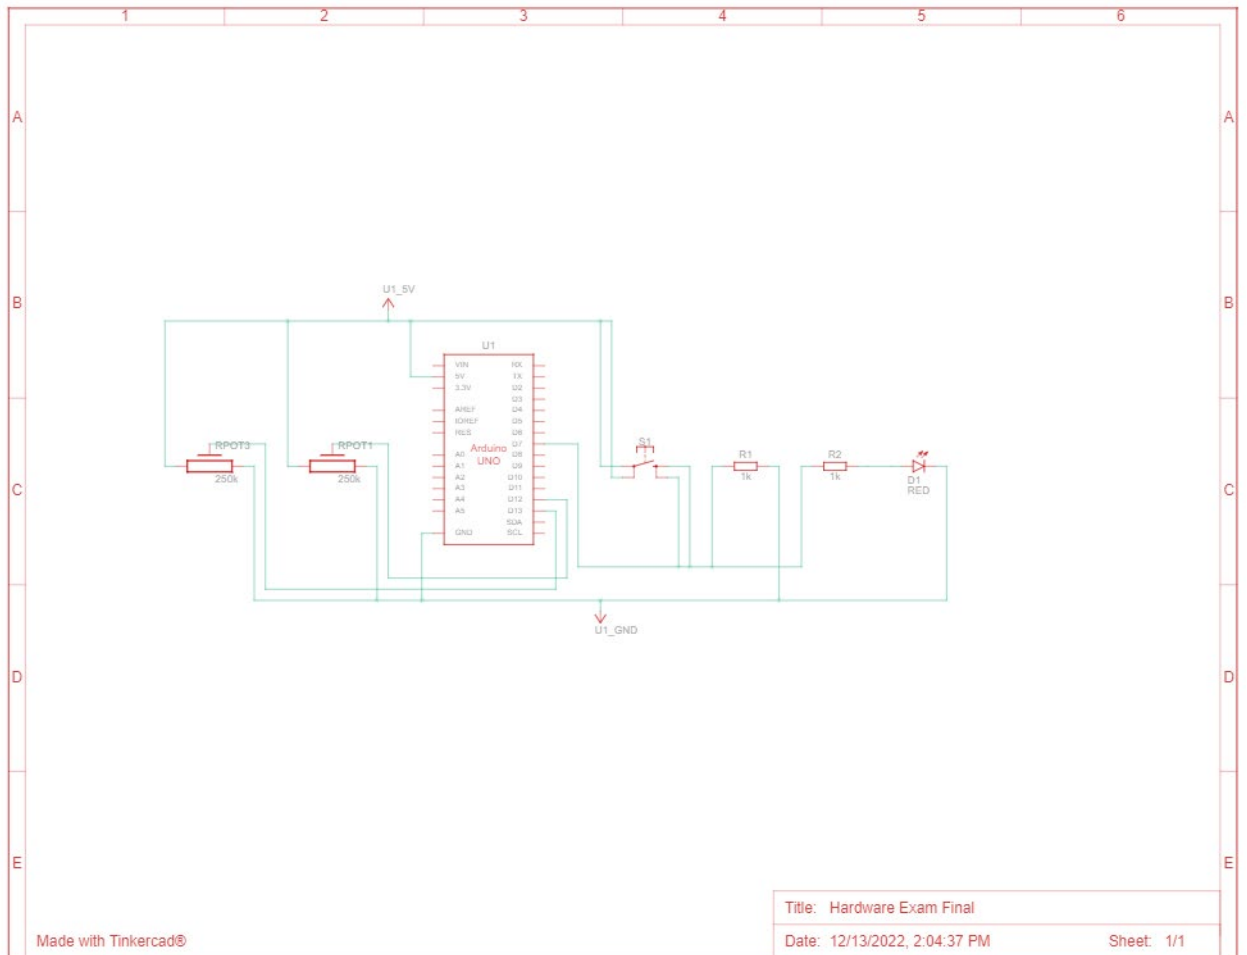 1 2 3 4 5 6
A A
B B
C C
D D
E E
U1_5V
U1
VIN RX
5V TX
3.3V D2
D3
AREF D4
IOREF D5
RES D6
D7
A0 D8
A1 D9
A2 D10
A3 D11
A4 D12
A5 D13
SDA
GND SCL
Arduino
UNO
RPOT3
250k
RPOT1
250k
S1
R1
1k
R2
1k
D1
RED
U1_GND
Title: Hardware Exam Final
Made with Tinkercad®
Date: 12/13/2022, 2:04:37 PM Sheet: 1/1